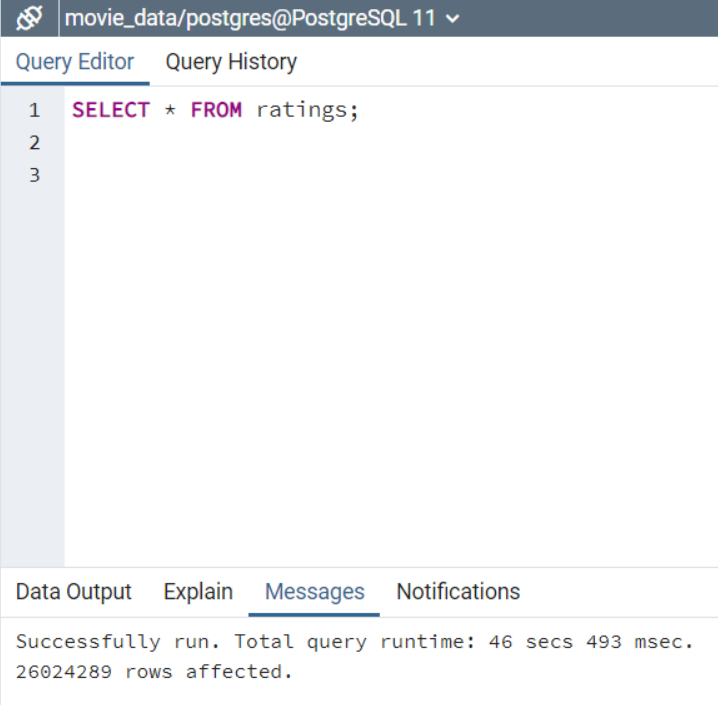 movie_data/postgres@PostgreSQL 11
Query Editor Query History
1 SELECT * FROM ratings;
2
3
Data Output Explain Messages Notifications
Successfully run. Total query runtime: 46 secs 493 msec.
26024289 rows affected.